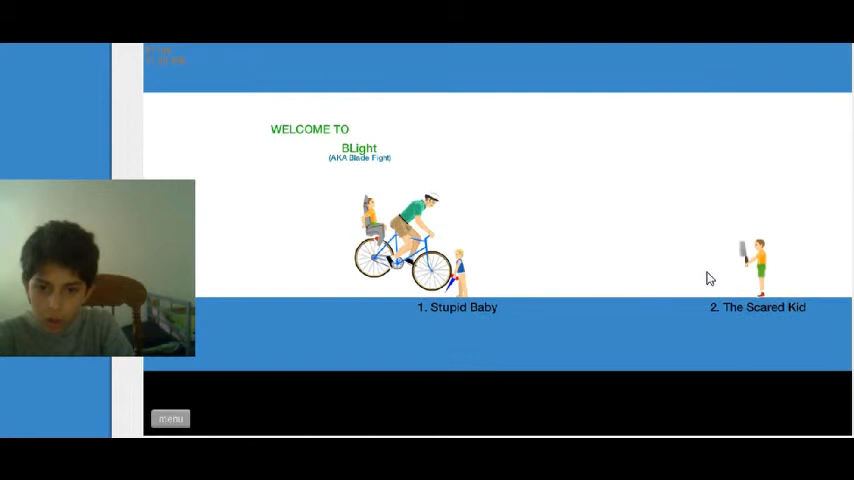 WELCOME TO
BLight
(AKA Blade Fight)
1. Stupid Baby
2. The Scared Kid
menu